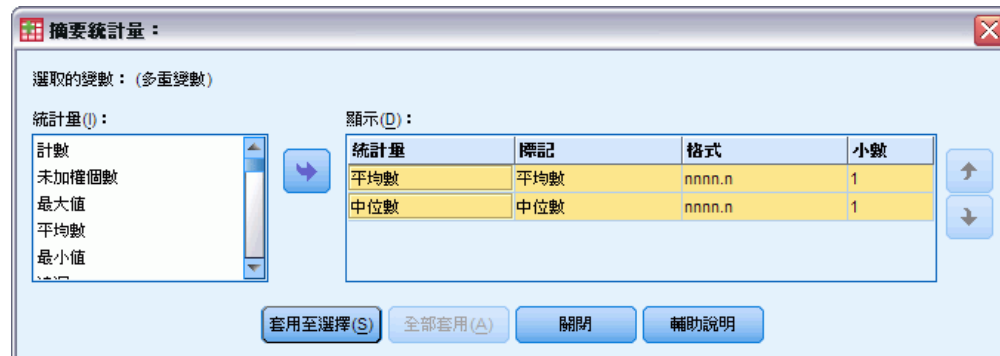 摘要統計量：
選取的變數： (多重變數)
統計量(I)：
計數
未加權個數
最大值
平均數
最小值
顯示(D)：
統計量 標記 格式 小數
平均數 平均數 nnnn.n 1
中位數 中位數 nnnn.n 1
套用至選擇(S) 全部套用(A) 關閉 輔助說明